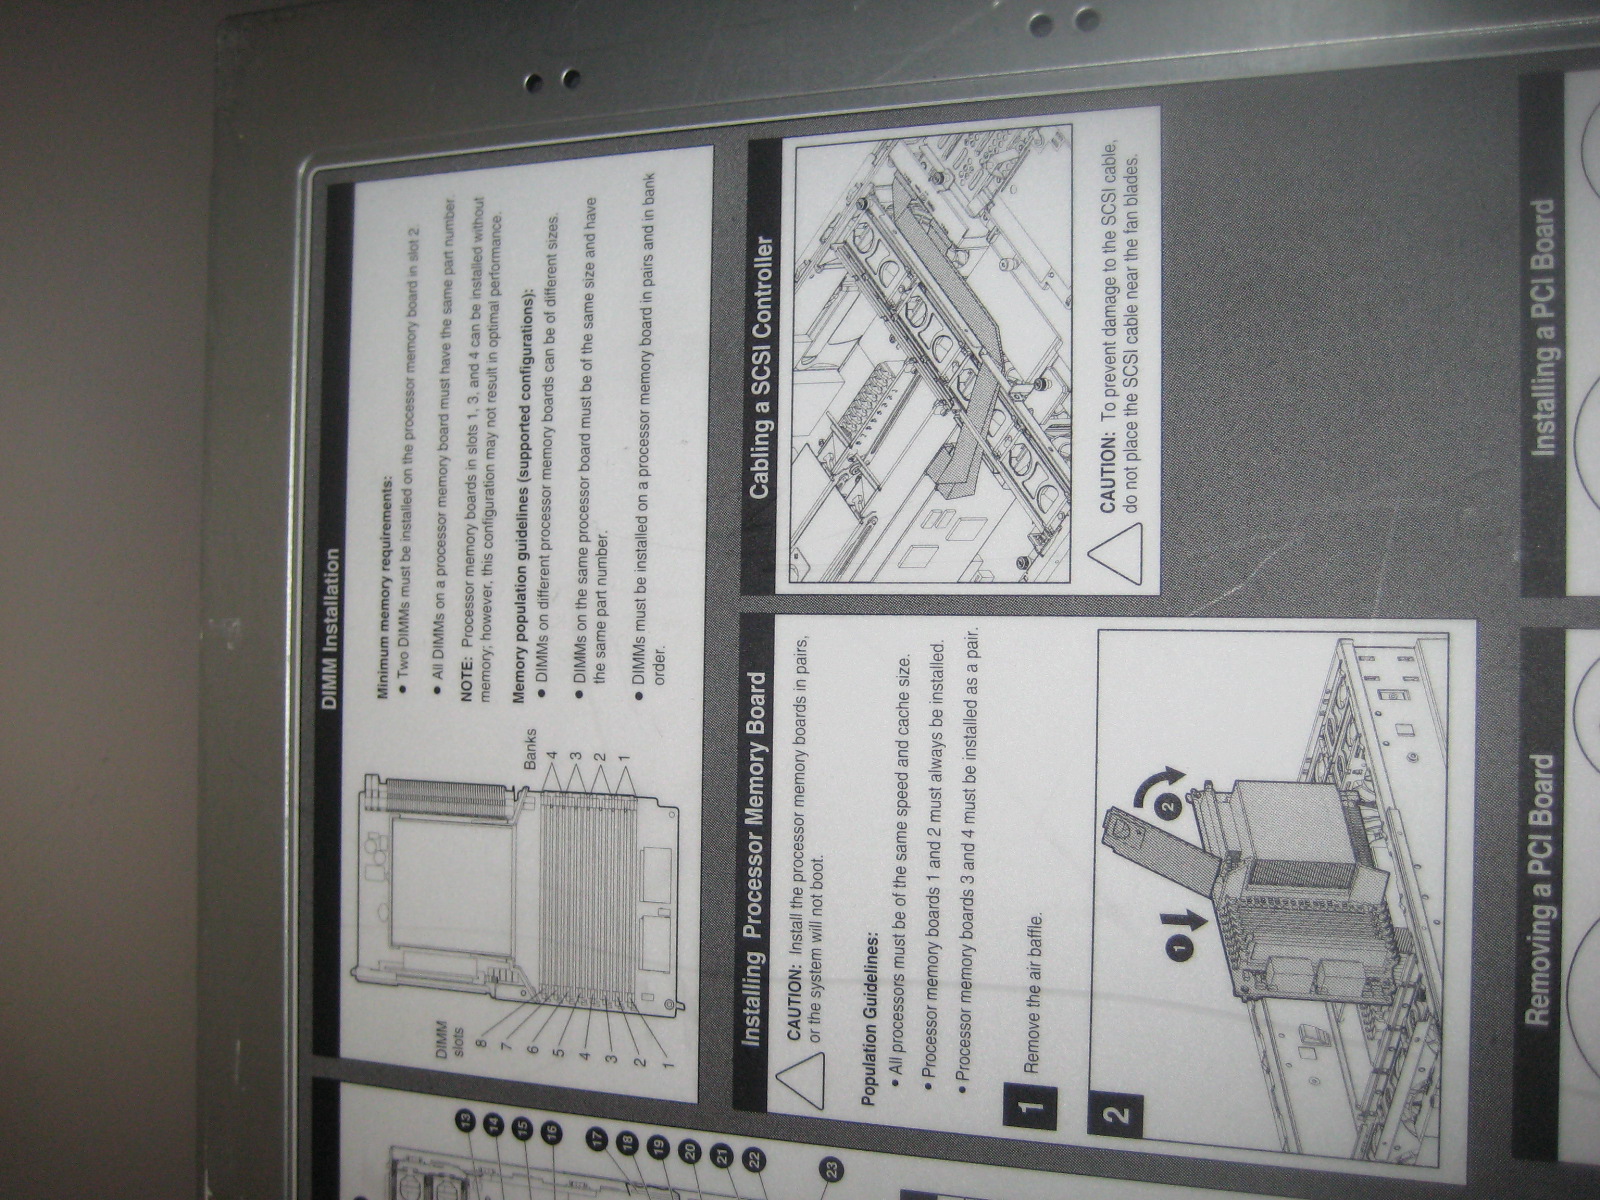 DIMM Installation
DIMM
slots
8
7
6
5
4
3
2
1
Banks
4
3
2
1
Minimum memory requirements:
• Two DIMMs must be installed on the processor memory board in slot 2
• All DIMMs on a processor memory board must have the same part number.
NOTE: Processor memory boards in slots 1, 3, and 4 can be installed without
memory; however, this configuration may not result in optimal performance.
Memory population guidelines (supported configurations):
• DIMMs on different processor memory boards can be of different sizes.
• DIMMs on the same processor board must be of the same size and have
the same part number.
• DIMMs must be installed on a processor memory board in pairs and in bank
order.
13
14
15
16
17
18
19
20
21
22
23
Installing Processor Memory Board
CAUTION: Install the processor memory boards in pairs,
or the system will not boot.
Population Guidelines:
• All processors must be of the same speed and cache size.
• Processor memory boards 1 and 2 must always be installed.
• Processor memory boards 3 and 4 must be installed as a pair.
1 Remove the air baffle.
2
1
2
Cabling a SCSI Controller
CAUTION: To prevent damage to the SCSI cable,
do not place the SCSI cable near the fan blades.
Removing a PCI Board
Installing a PCI Board